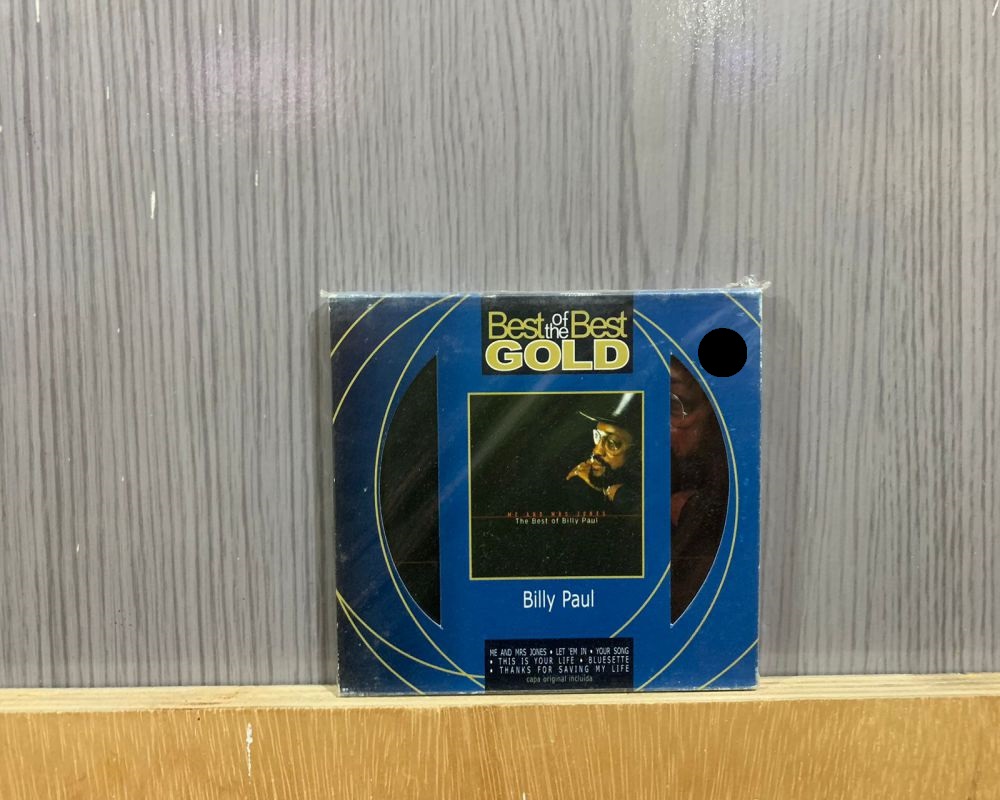 Best of the Best
GOLD
ME AND MRS JONES
The Best of Billy Paul
Billy Paul
ME AND MRS JONES • LET 'EM IN • YOUR SONG
• THIS IS YOUR LIFE • BLUESETTE
• THANKS FOR SAVING MY LIFE
capa original incluída